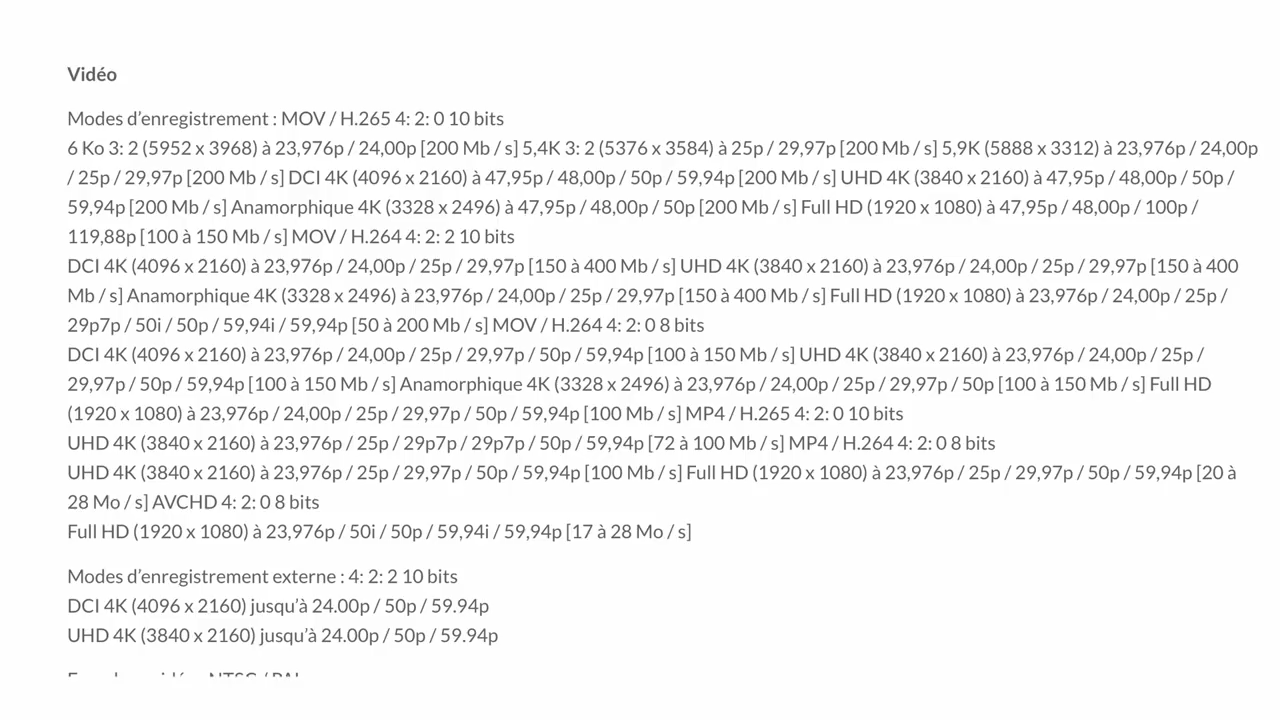 Vidéo
Modes d’enregistrement : MOV / H.265 4: 2: 0 10 bits
6 Ko 3: 2 (5952 x 3968) à 23,976p / 24,00p [200 Mb / s] 5,4K 3: 2 (5376 x 3584) à 25p / 29,97p [200 Mb / s] 5,9K (5888 x 3312) à 23,976p / 24,00p
/ 25p / 29,97p [200 Mb / s] DCI 4K (4096 x 2160) à 47,95p / 48,00p / 50p / 59,94p [200 Mb / s] UHD 4K (3840 x 2160) à 47,95p / 48,00p / 50p /
59,94p [200 Mb / s] Anamorphique 4K (3328 x 2496) à 47,95p / 48,00p / 50p [200 Mb / s] Full HD (1920 x 1080) à 47,95p / 48,00p / 100p /
119,88p [100 à 150 Mb / s] MOV / H.264 4: 2: 2 10 bits
DCI 4K (4096 x 2160) à 23,976p / 24,00p / 25p / 29,97p [150 à 400 Mb / s] UHD 4K (3840 x 2160) à 23,976p / 24,00p / 25p / 29,97p [150 à 400
Mb / s] Anamorphique 4K (3328 x 2496) à 23,976p / 24,00p / 25p / 29,97p [150 à 400 Mb / s] Full HD (1920 x 1080) à 23,976p / 24,00p / 25p /
29p7p / 50i / 50p / 59,94i / 59,94p [50 à 200 Mb / s] MOV / H.264 4: 2: 0 8 bits
DCI 4K (4096 x 2160) à 23,976p / 24,00p / 25p / 29,97p / 50p / 59,94p [100 à 150 Mb / s] UHD 4K (3840 x 2160) à 23,976p / 24,00p / 25p /
29,97p / 50p / 59,94p [100 à 150 Mb / s] Anamorphique 4K (3328 x 2496) à 23,976p / 24,00p / 25p / 29,97p / 50p [100 à 150 Mb / s] Full HD
(1920 x 1080) à 23,976p / 24,00p / 25p / 29,97p / 50p / 59,94p [100 Mb / s] MP4 / H.265 4: 2: 0 10 bits
UHD 4K (3840 x 2160) à 23,976p / 25p / 29p7p / 29p7p / 50p / 59,94p [72 à 100 Mb / s] MP4 / H.264 4: 2: 0 8 bits
UHD 4K (3840 x 2160) à 23,976p / 25p / 29,97p / 50p / 59,94p [100 Mb / s] Full HD (1920 x 1080) à 23,976p / 25p / 29,97p / 50p / 59,94p [20 à
28 Mo / s] AVCHD 4: 2: 0 8 bits
Full HD (1920 x 1080) à 23,976p / 50i / 50p / 59,94i / 59,94p [17 à 28 Mo / s]
Modes d’enregistrement externe : 4: 2: 2 10 bits
DCI 4K (4096 x 2160) jusqu’à 24.00p / 50p / 59.94p
UHD 4K (3840 x 2160) jusqu’à 24.00p / 50p / 59.94p